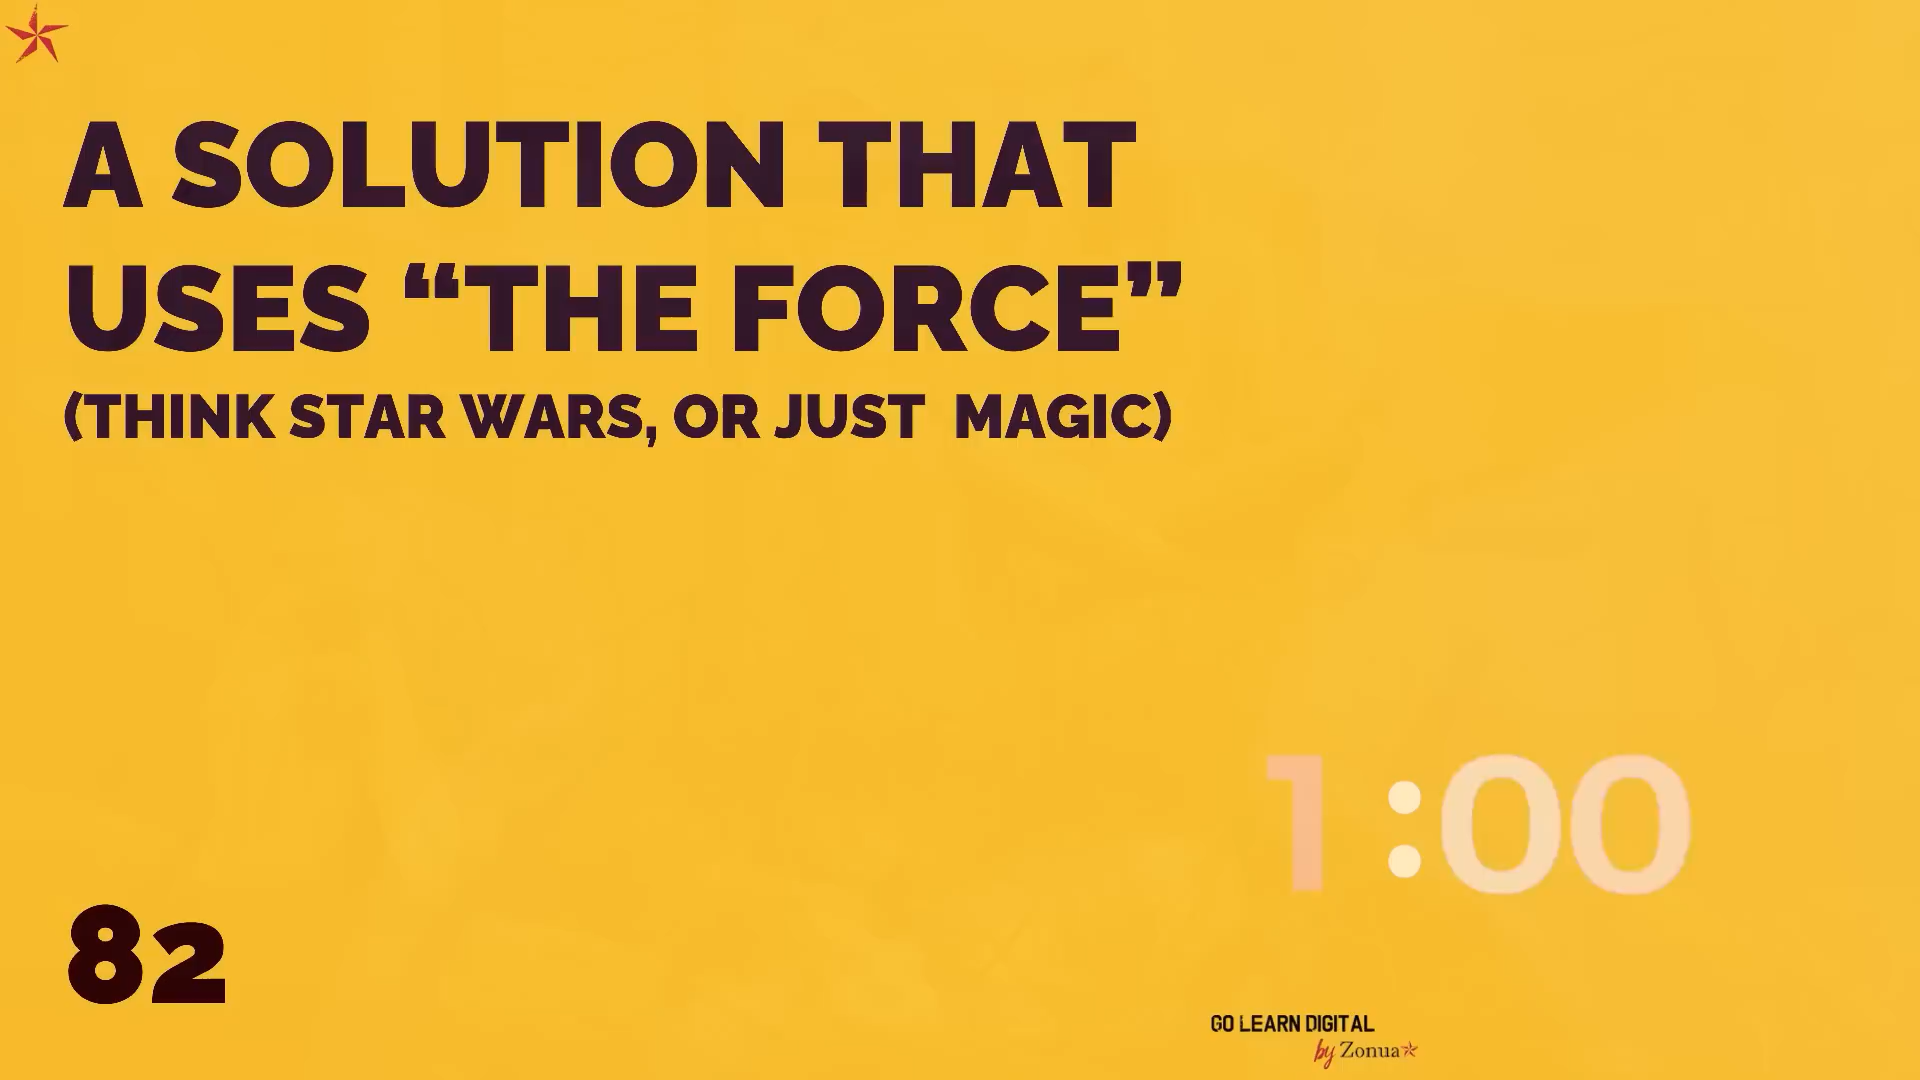 A SOLUTION THAT
USES “THE FORCE”
(THINK STAR WARS, OR JUST MAGIC)
1:00
82
GO LEARN DIGITAL
by Zonua